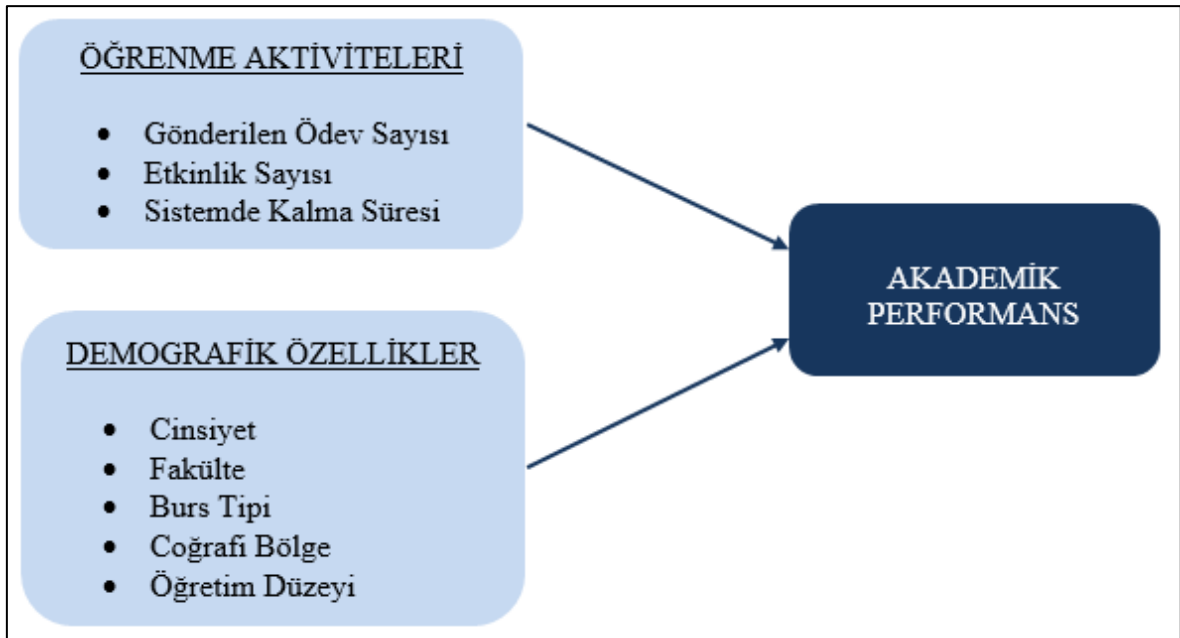 ÖĞRENME AKTİVİTELERİ
• Gönderilen Ödev Sayısı
• Etkinlik Sayısı
• Sistemde Kalma Süresi
DEMOGRAFİK ÖZELLİKLER
• Cinsiyet
• Fakülte
• Burs Tipi
• Coğrafi Bölge
• Öğretim Düzeyi
AKADEMİK
PERFORMANS